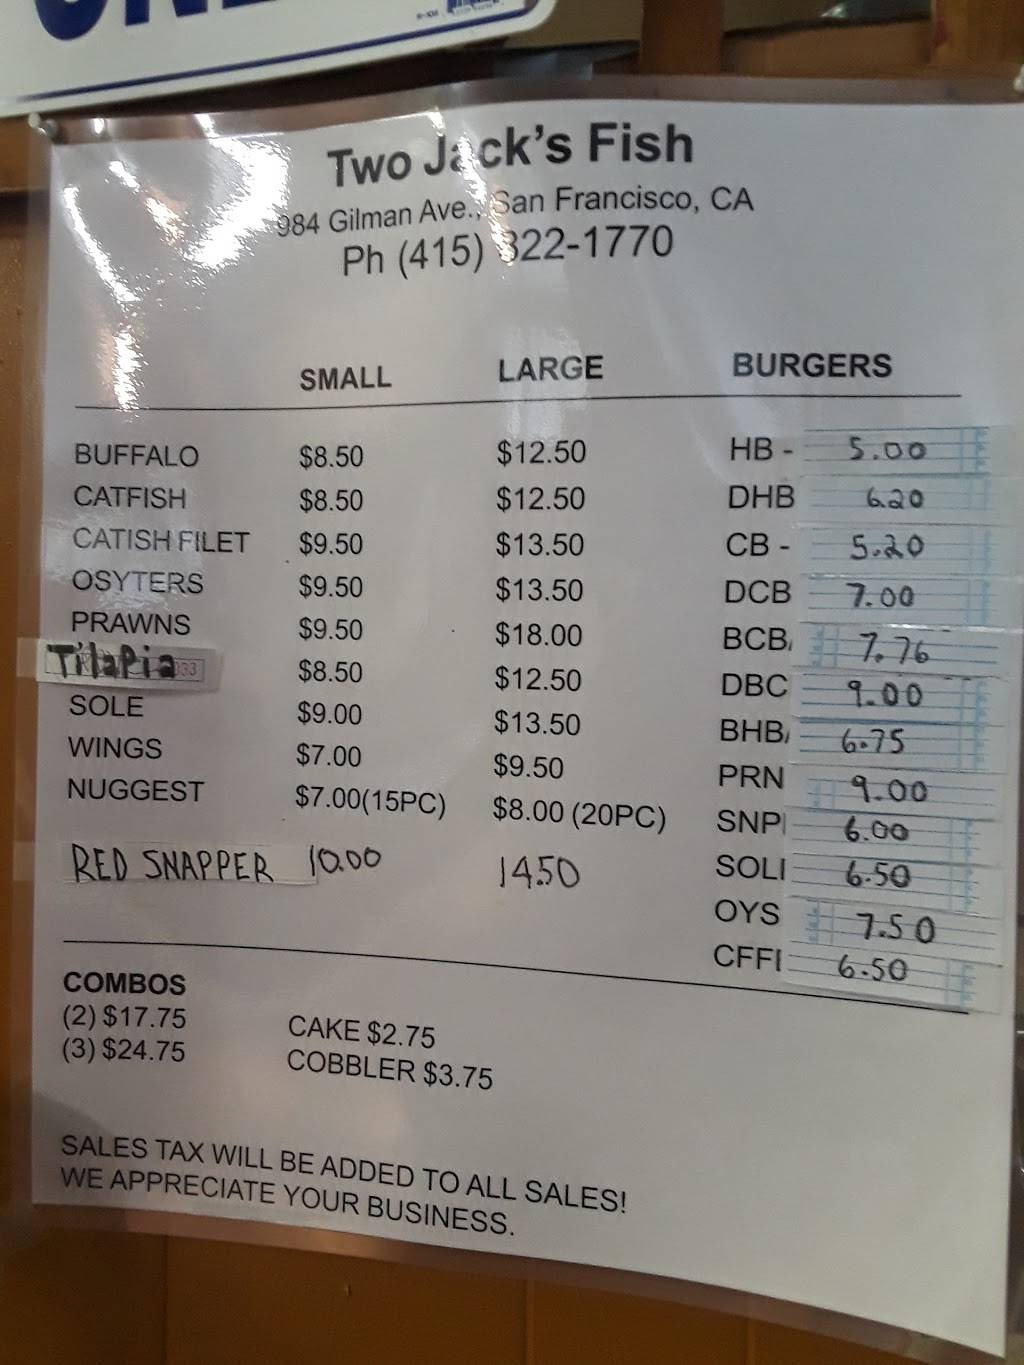 Two Jack's Fish
984 Gilman Ave., San Francisco, CA
Ph (415) 822-1770
SMALL LARGE BURGERS
BUFFALO $8.50 $12.50 HB - 5.00
CATFISH $8.50 $12.50 DHB 6.20
CATISH FILET $9.50 $13.50 CB - 5.20
OSYTERS $9.50 $13.50 DCB 7.00
PRAWNS $9.50 $18.00 BCB 7.76
TilaPia $8.50 $12.50 DBC 9.00
SOLE $9.00 $13.50 BHB 6.75
WINGS $7.00 $9.50 PRN 9.00
NUGGEST $7.00(15PC) $8.00 (20PC) SNP 6.00
RED SNAPPER 10.00 14.50 SOL 6.50
OYS 7.50
CFF 6.50
COMBOS
(2) $17.75 CAKE $2.75
(3) $24.75 COBBLER $3.75
SALES TAX WILL BE ADDED TO ALL SALES!
WE APPRECIATE YOUR BUSINESS.